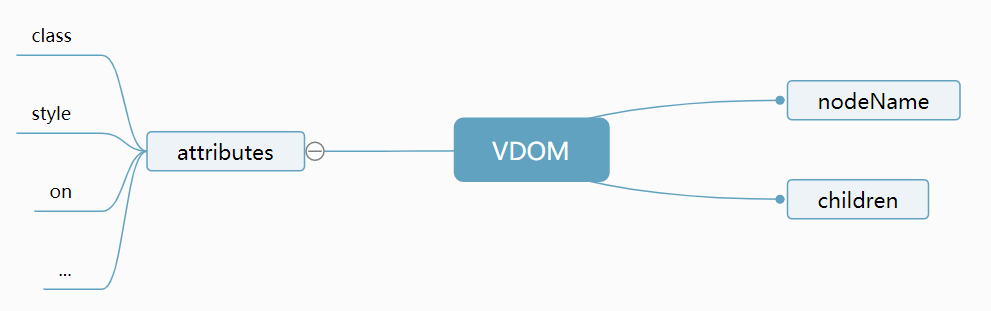 class
style
on
...
attributes
VDOM
nodeName
children